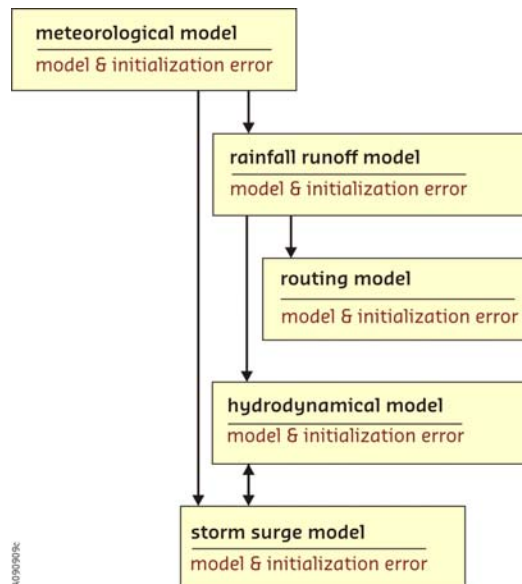 meteorological model
model & initialization error
rainfall runoff model
model & initialization error
routing model
model & initialization error
hydrodynamical model
model & initialization error
storm surge model
model & initialization error